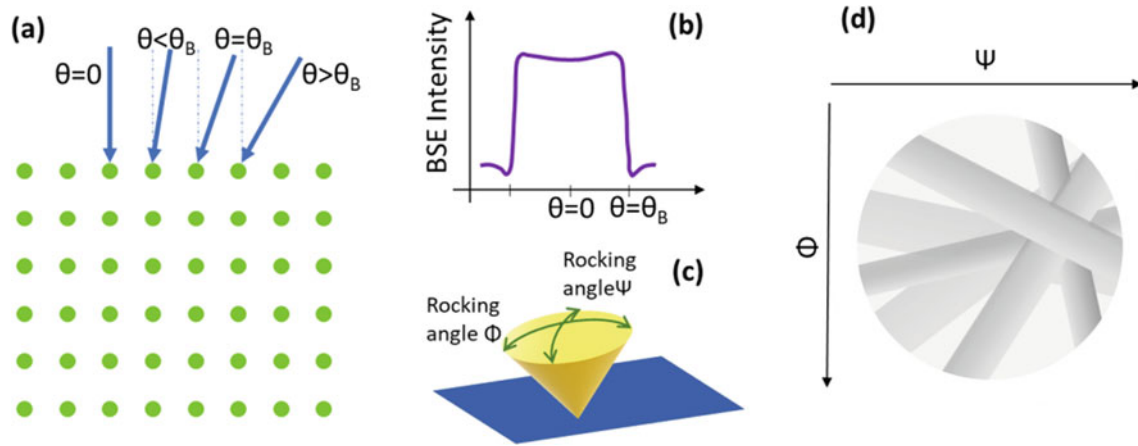 (a)
θ=0
θ<θB
θ=θB
θ>θB
(b)
BSE Intensity
θ=0
θ=θB
(c)
Rocking
angleΨ
Rocking
angle Φ
(d)
Ψ
Φ